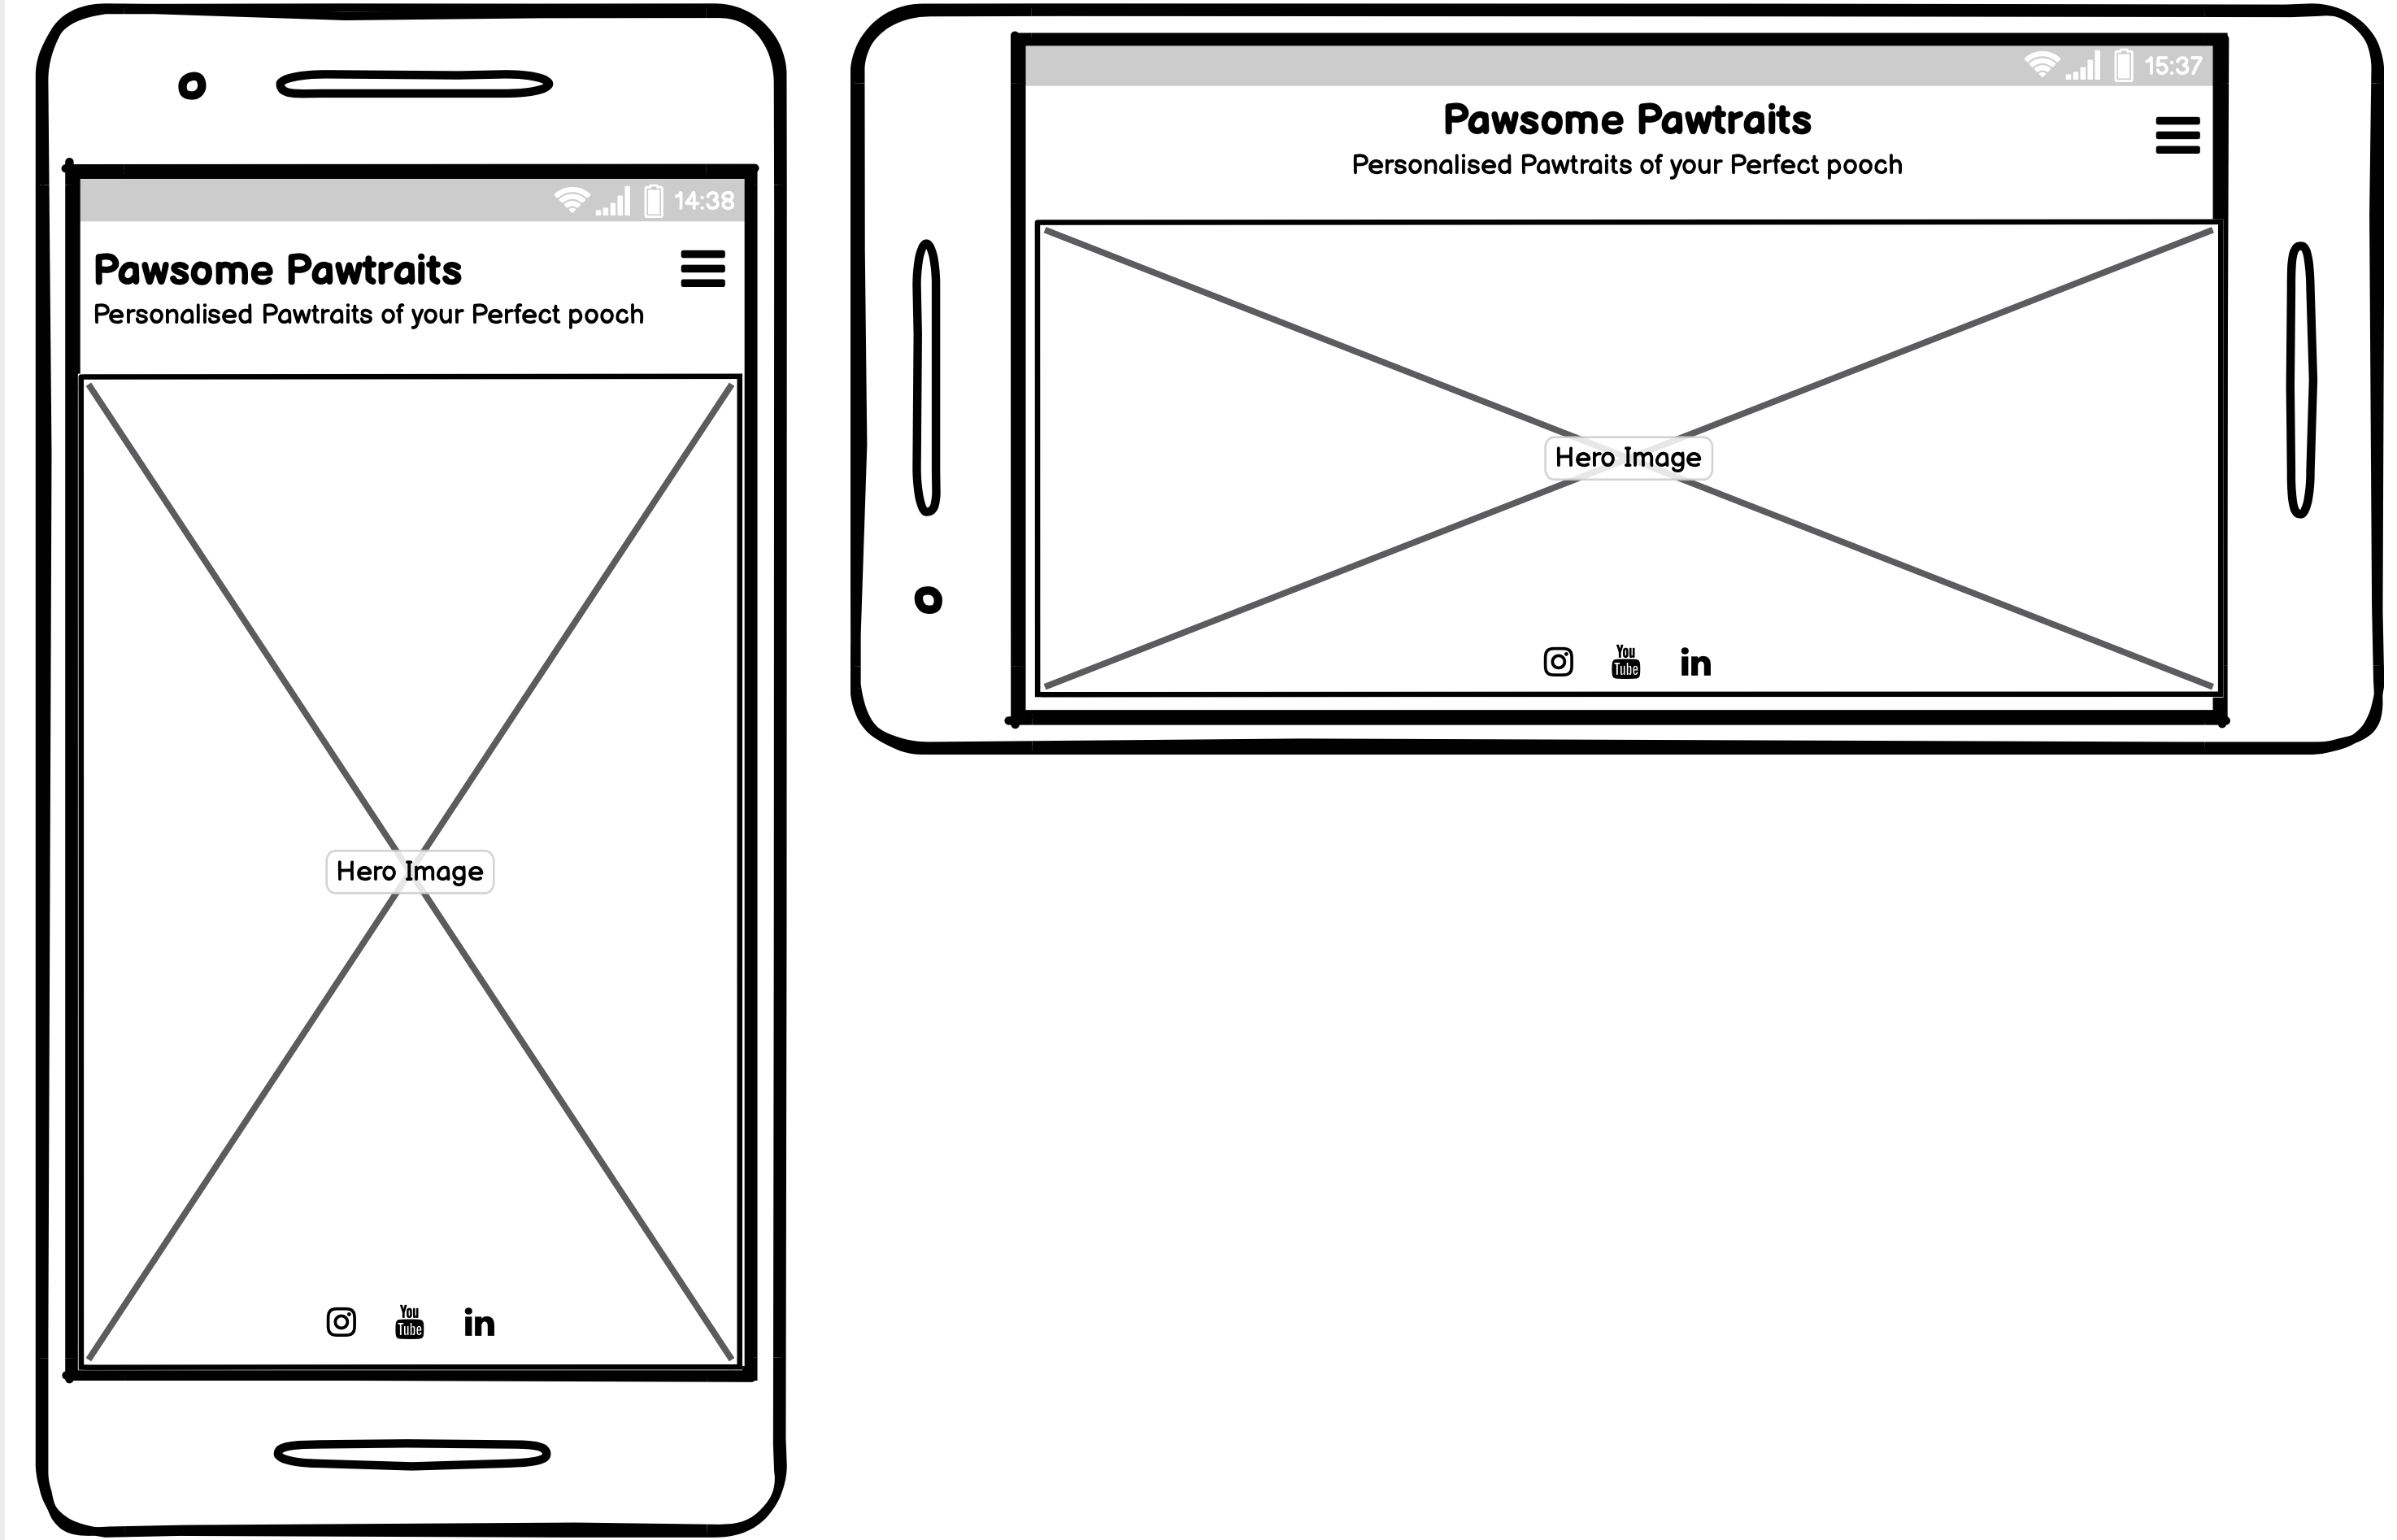 14:38
Pawsome Pawtraits
Personalised Pawtraits of your Perfect pooch
Hero Image
You
Tube
in
15:37
Pawsome Pawtraits
Personalised Pawtraits of your Perfect pooch
Hero Image
You
Tube
in